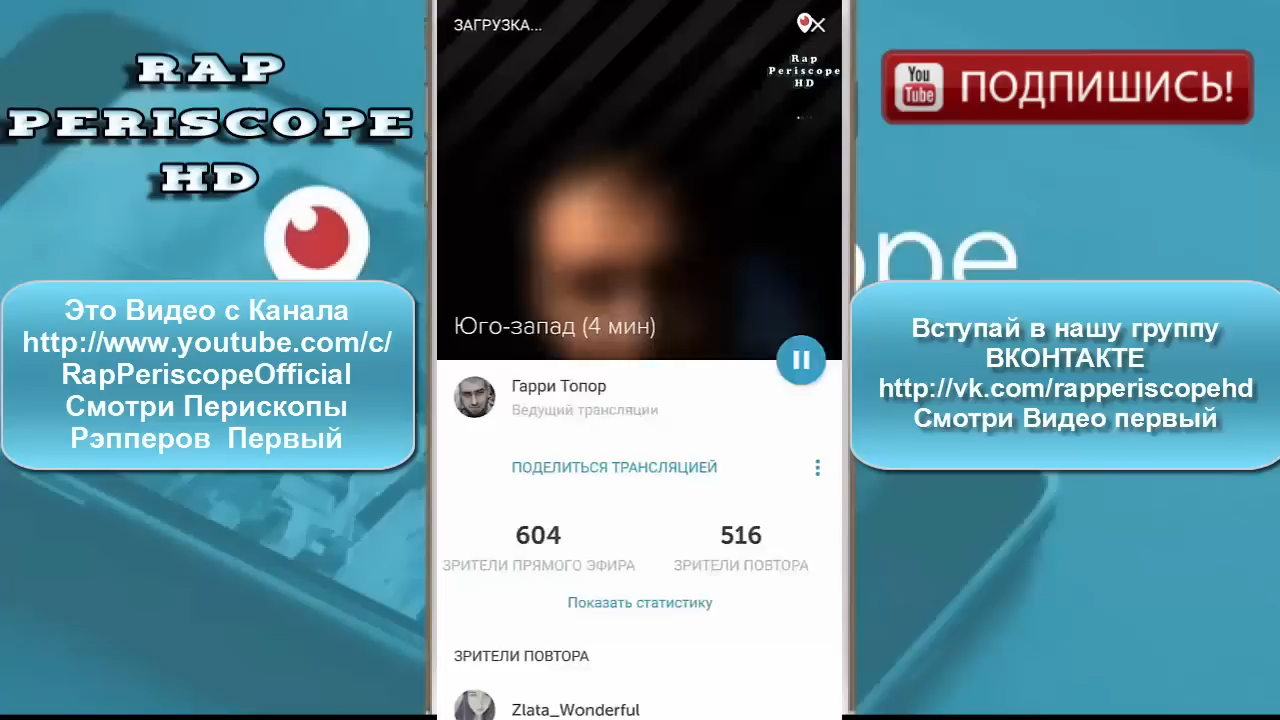 RAP
PERISCOPE
HD
Это Видео с Канала
http://www.youtube.com/c/
RapPeriscopeOfficial
Смотри Перископы
Рэпперов Первый
ЗАГРУЗКА...
Rap
Periscope
HD
Юго-запад (4 мин)
Гарри Топор
Ведущий трансляции
ПОДЕЛИТЬСЯ ТРАНСЛЯЦИЕЙ
604
516
ЗРИТЕЛИ ПРЯМОГО ЭФИРА
ЗРИТЕЛИ ПОВТОРА
Показать статистику
ЗРИТЕЛИ ПОВТОРА
Zlata_Wonderful
You
Tube
ПОДПИШИСЬ!
ope
Вступай в нашу группу
ВКОНТАКТЕ
http://vk.com/rapperiscopehd
Смотри Видео первый